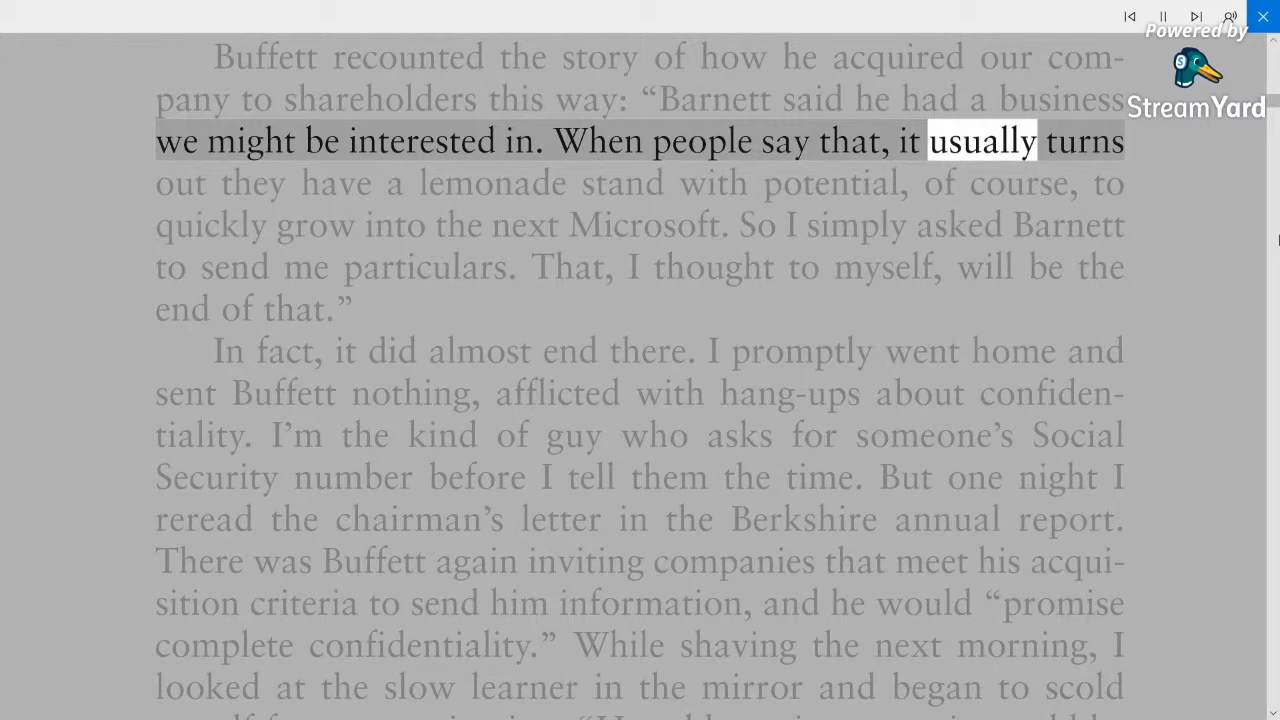 Powered by
StreamYard
Buffett recounted the story of how he acquired our com-
pany to shareholders this way: “Barnett said he had a business
we might be interested in. When people say that, it usually turns
out they have a lemonade stand with potential, of course, to
quickly grow into the next Microsoft. So I simply asked Barnett
to send me particulars. That, I thought to myself, will be the
end of that.”
In fact, it did almost end there. I promptly went home and
sent Buffett nothing, afflicted with hang-ups about confiden-
tiality. I’m the kind of guy who asks for someone’s Social
Security number before I tell them the time. But one night I
reread the chairman’s letter in the Berkshire annual report.
There was Buffett again inviting companies that meet his acqui-
sition criteria to send him information, and he would “promise
complete confidentiality.” While shaving the next morning, I
looked at the slow learner in the mirror and began to scold